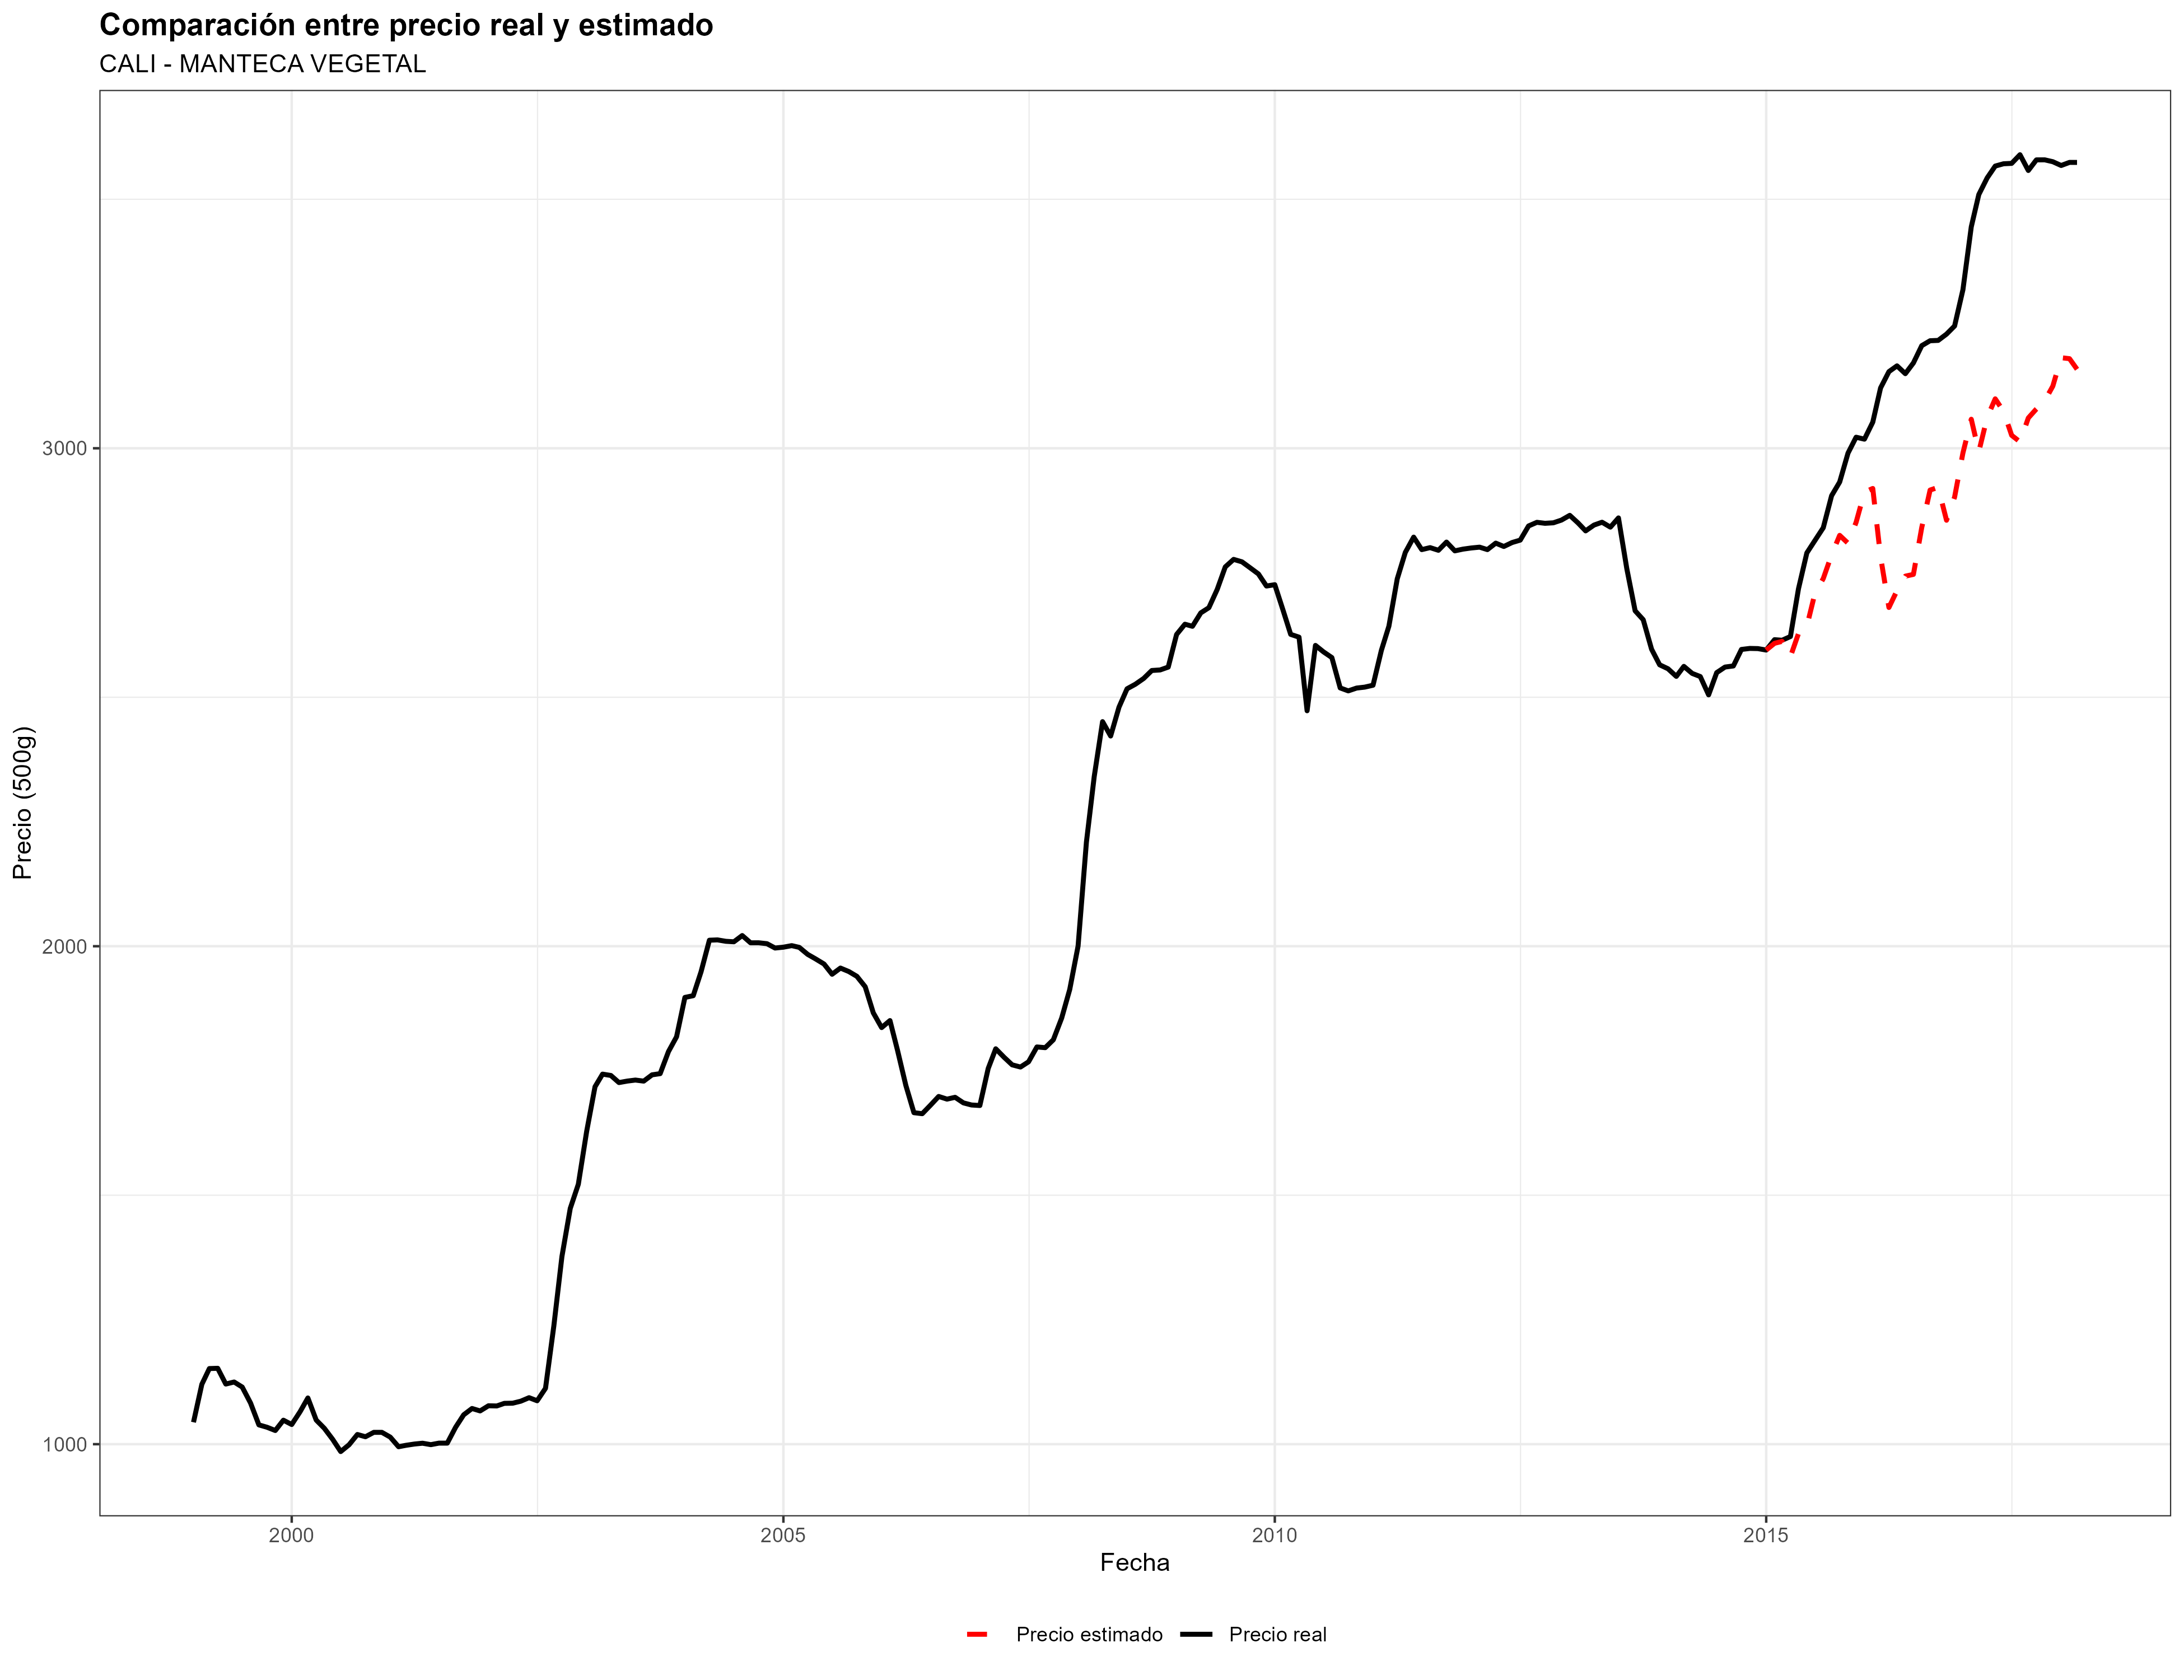 Comparación entre precio real y estimado
CALI - MANTECA VEGETAL
Precio (500g)
3000
2000
1000
2000
2005
2010
2015
Fecha
Precio estimado
Precio real